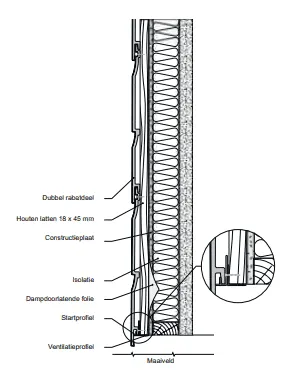 Dubbel rabatdeel
Houten latten 18 x 45 mm
Constructieplaat
Isolatie
Dampdoorlatende folie
Startprofiel
Ventilatieprofiel
Maaiveld